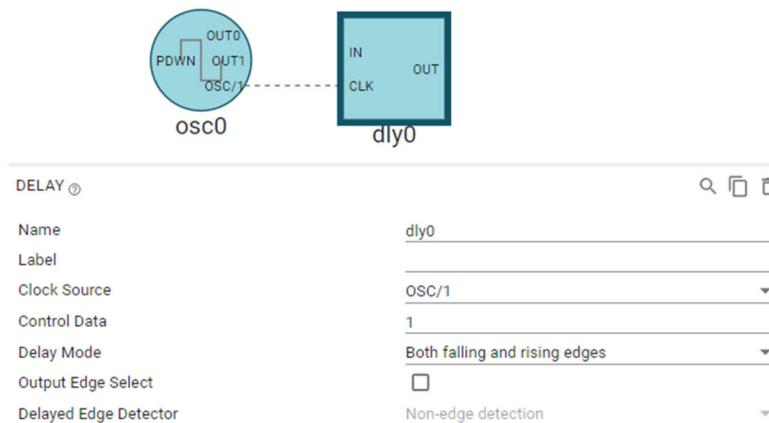 OUT0
PDWN OUT1
OSC/1
osc0
IN
OUT
CLK
dly0
DELAY
Name dly0
Label
Clock Source OSC/1
Control Data 1
Delay Mode Both falling and rising edges
Output Edge Select
Delayed Edge Detector Non-edge detection